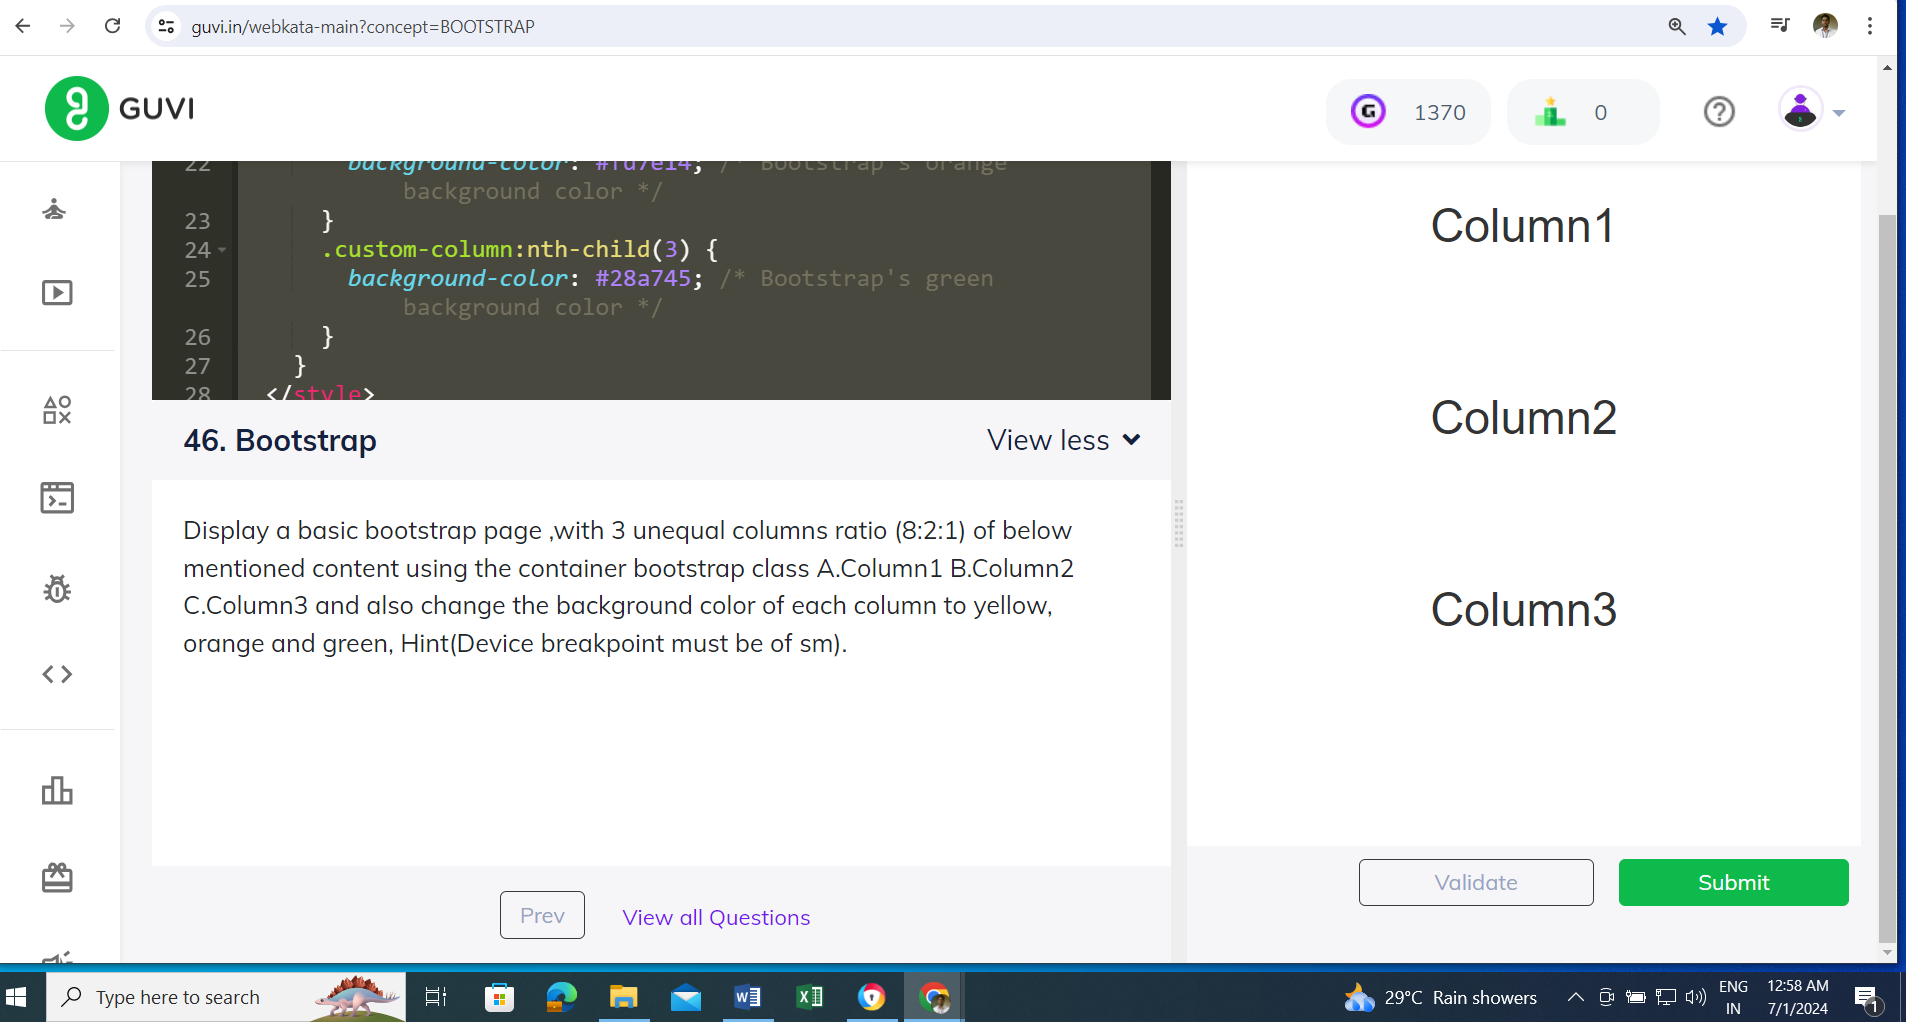 guvi.in/webkata-main?concept=BOOTSTRAP
GUVI
G 1370
0
22 background-color: #fd7e14; /* Bootstrap's orange
background color */
23 }
24 .custom-column:nth-child(3) {
25 background-color: #28a745; /* Bootstrap's green
background color */
26 }
27 }
28 </style>
46. Bootstrap
View less
Display a basic bootstrap page ,with 3 unequal columns ratio (8:2:1) of below
mentioned content using the container bootstrap class A.Column1 B.Column2
C.Column3 and also change the background color of each column to yellow,
orange and green, Hint(Device breakpoint must be of sm).
Prev
View all Questions
Column1
Column2
Column3
Validate
Submit
Type here to search
29°C Rain showers
ENG
IN
12:58 AM
7/1/2024
1